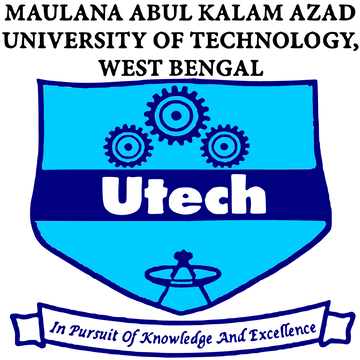 MAULANA ABUL KALAM AZAD
UNIVERSITY OF TECHNOLOGY,
WEST BENGAL
Utech
In Pursuit Of Knowledge And Excellence